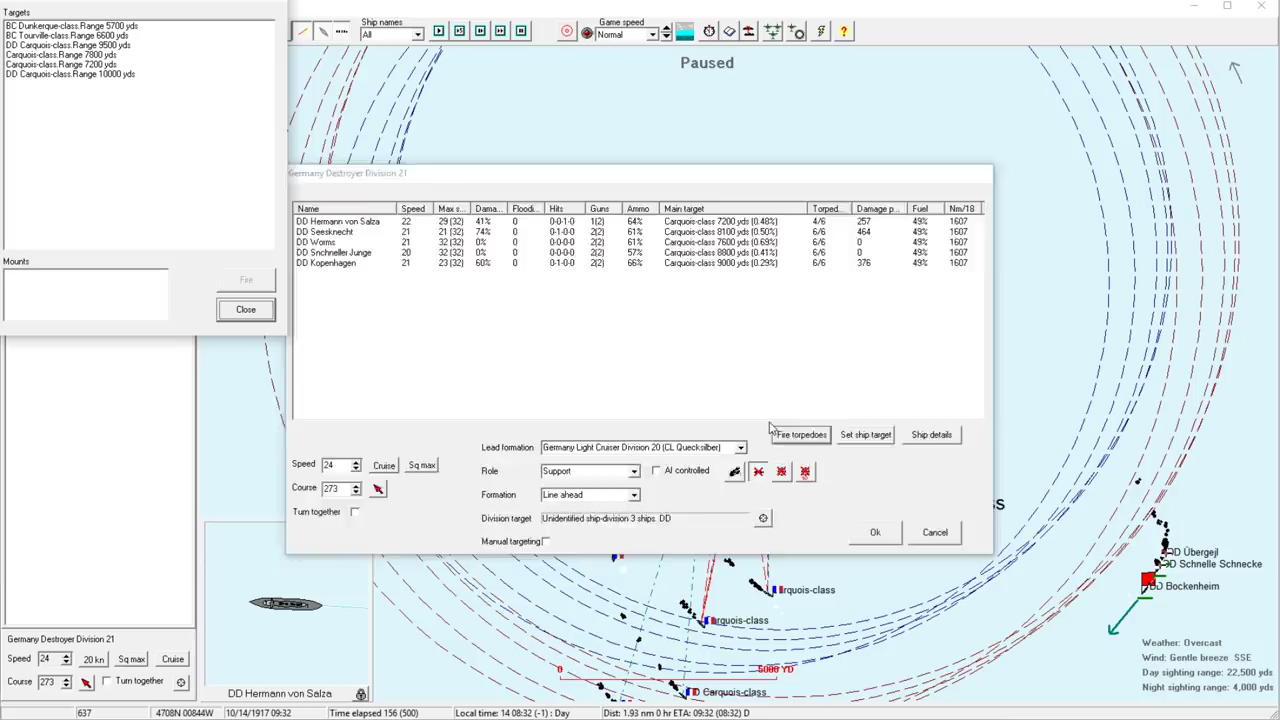 Targets
BC Dunkerque-class.Range 5700 yds
BC Tourville-class.Range 6600 yds
DD Carquois-class.Range 9500 yds
Carquois-class.Range 7800 yds
Carquois-class.Range 7200 yds
DD Carquois-class.Range 10000 yds
Mounts
Fire
Close
Ship names
All
Game speed
Normal
Paused
Germany Destroyer Division 21
Name Speed Max s... Dama... Floodi... Hits Guns Ammo Main target Torped... Damage p... Fuel Nm/18
DD Hermann von Salza 22 29 (32) 41% 0 0-0-1-0 1(2) 64% Carquois-class 7200 yds (0.48%) 4/6 257 49% 1607
DD Seesknecht 21 21 (32) 74% 0 0-1-0-0 2(2) 61% Carquois-class 8100 yds (0.50%) 6/6 464 49% 1607
DD Worms 21 32 (32) 0% 0 0-0-0-0 2(2) 61% Carquois-class 7600 yds (0.69%) 6/6 0 49% 1607
DD Snchneller Junge 20 32 (32) 0% 0 0-0-0-0 2(2) 57% Carquois-class 8800 yds (0.41%) 6/6 0 49% 1607
DD Kopenhagen 21 23 (32) 60% 0 0-1-0-0 2(2) 66% Carquois-class 9000 yds (0.29%) 6/6 376 49% 1607
Fire torpedoes Set ship target Ship details
Lead formation Germany Light Cruiser Division 20 (CL Quecksilber)
Speed 24 Cruise Sq max
Role Support AI controlled
Course 273
Formation Line ahead
Turn together
Division target Unidentified ship-division 3 ships. DD
Manual targeting
Ok Cancel
s
DD Übergejl
DD Schnelle Schnecke
DD Bockenheim
rquois-class
arquois-class
D Carquois-class
0 5000 YD
Weather: Overcast
Wind: Gentle breeze SSE
Day sighting range: 22,500 yds
Night sighting range: 4,000 yds
Germany Destroyer Division 21
Speed 24 20 kn Sq max Cruise
Course 273 Turn together
DD Hermann von Salza
637 4708N 00844W 10/14/1917 09:32 Time elapsed 156 (500) Local time: 14 08:32 (-1) : Day Dist: 1.93 nm 0 hr ETA: 09:32 (08:32) D